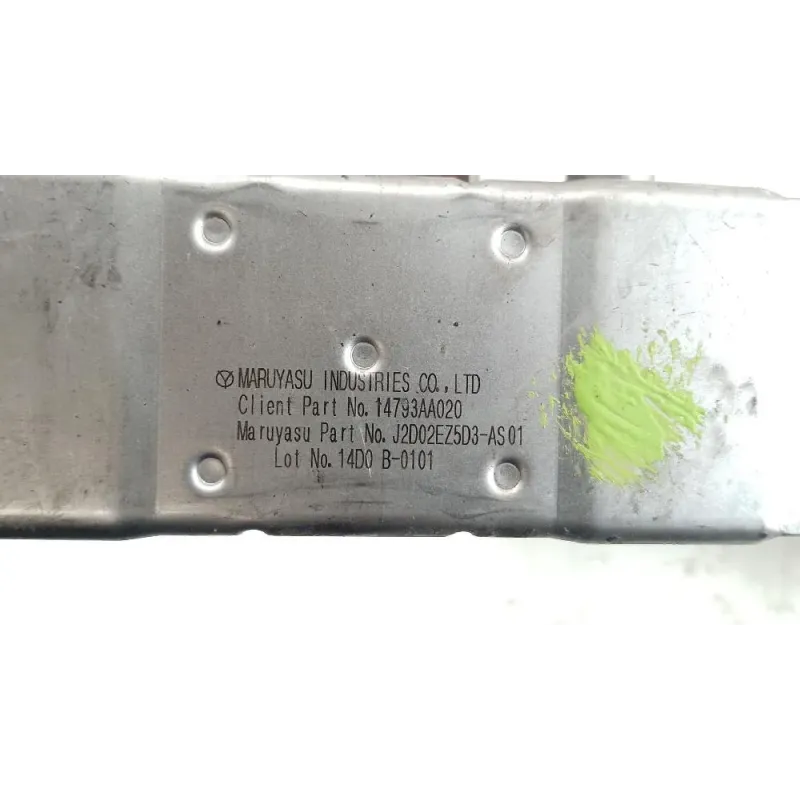 MARUYASU INDUSTRIES CO.,LTD
Client Part No. 14793AA020
Maruyasu Part No. J2D02EZ5D3-AS01
Lot No. 14D0 B-0101